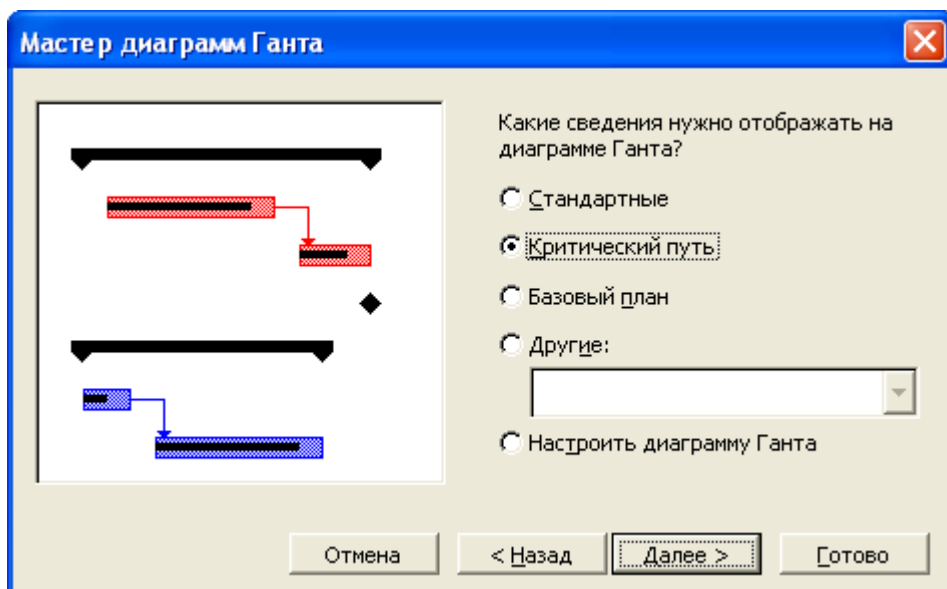 Мастер диаграмм Ганта
Какие сведения нужно отображать на
диаграмме Ганта?
Стандартные
Критический путь
Базовый план
Другие:
Настроить диаграмму Ганта
Отмена
< Назад
Далее >
Готово